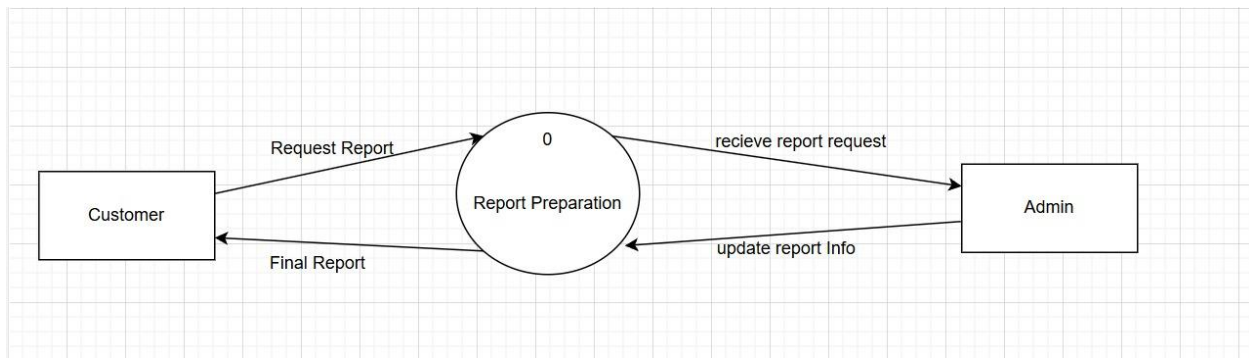 0
Request Report
recieve report request
Customer
Report Preparation
Admin
Final Report
update report Info